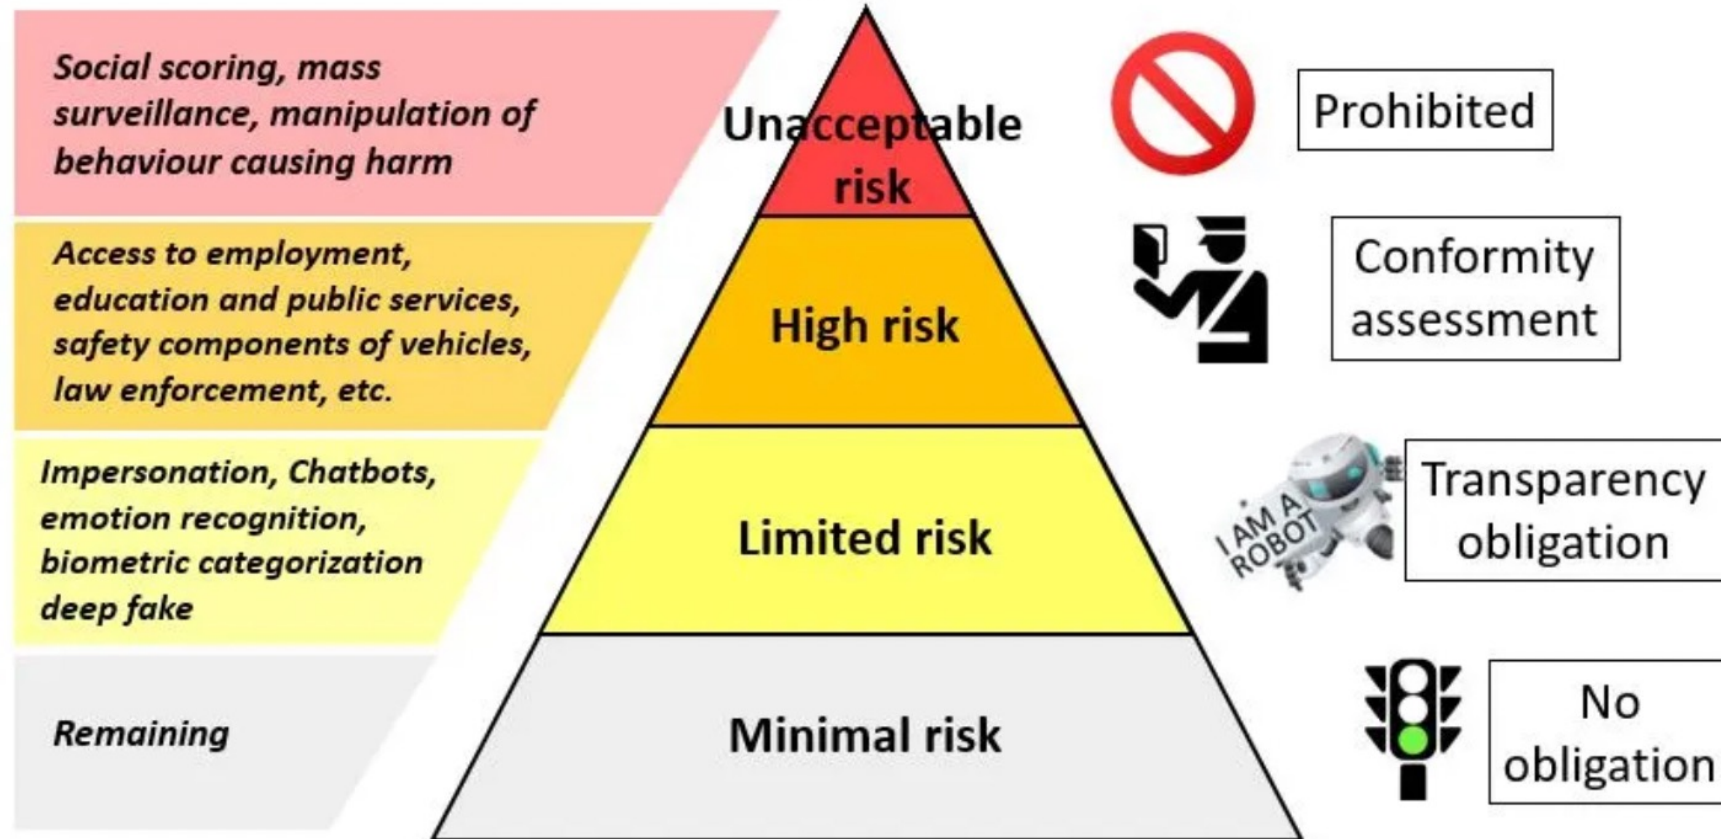 Social scoring, mass
surveillance, manipulation of
behaviour causing harm
Unacceptable
risk
Prohibited
Access to employment,
education and public services,
safety components of vehicles,
law enforcement, etc.
High risk
Conformity
assessment
Impersonation, Chatbots,
emotion recognition,
biometric categorization
deep fake
Limited risk
I AM A
ROBOT
Transparency
obligation
Remaining
Minimal risk
No
obligation